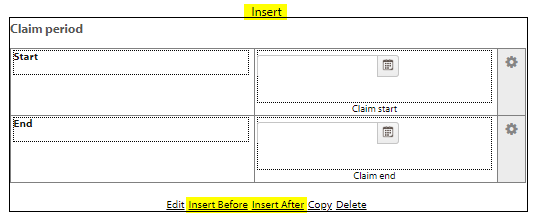 Insert
Claim period
Start
Claim start
End
Claim end
Edit Insert Before Insert After Copy Delete